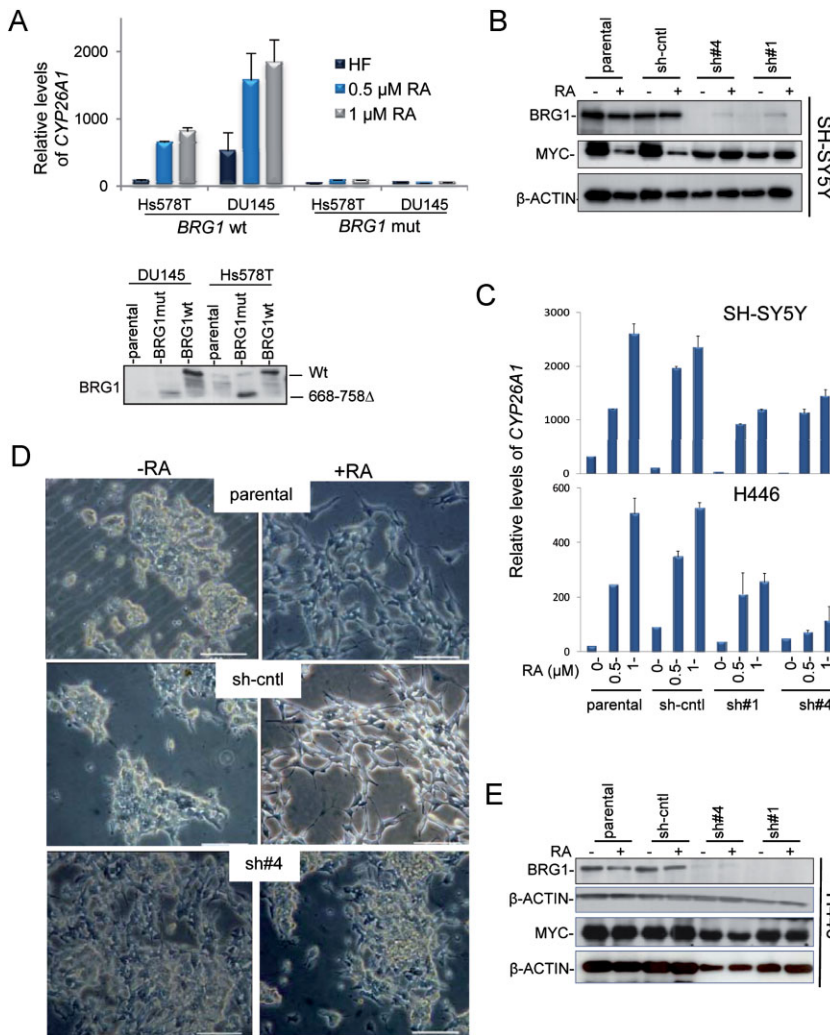 A
Relative levels
of CYP26A1
2000
1000
0
HF
0.5 µM RA
1 µM RA
Hs578T
DU145
Hs578T
DU145
BRG1 wt
BRG1 mut
DU145
Hs578T
-parental
-BRG1mut
-BRG1wt
-parental
-BRG1mut
-BRG1wt
BRG1
Wt
668-758Δ
B
parental
sh-cntl
sh#4
sh#1
RA
- + - + - + - +
BRG1-
MYC-
β-ACTIN-
SH-SY5Y
C
Relative levels of CYP26A1
SH-SY5Y
3000
2000
1000
0
H446
600
400
200
0
RA (µM)
0-
0.5-
1-
0-
0.5-
1-
0-
0.5-
1-
0-
0.5-
1-
parental
sh-cntl
sh#1
sh#4
D
-RA
+RA
parental
sh-cntl
sh#4
E
parental
sh-cntl
sh#4
sh#1
RA
- + - + - + - +
BRG1-
β-ACTIN-
MYC-
β-ACTIN-